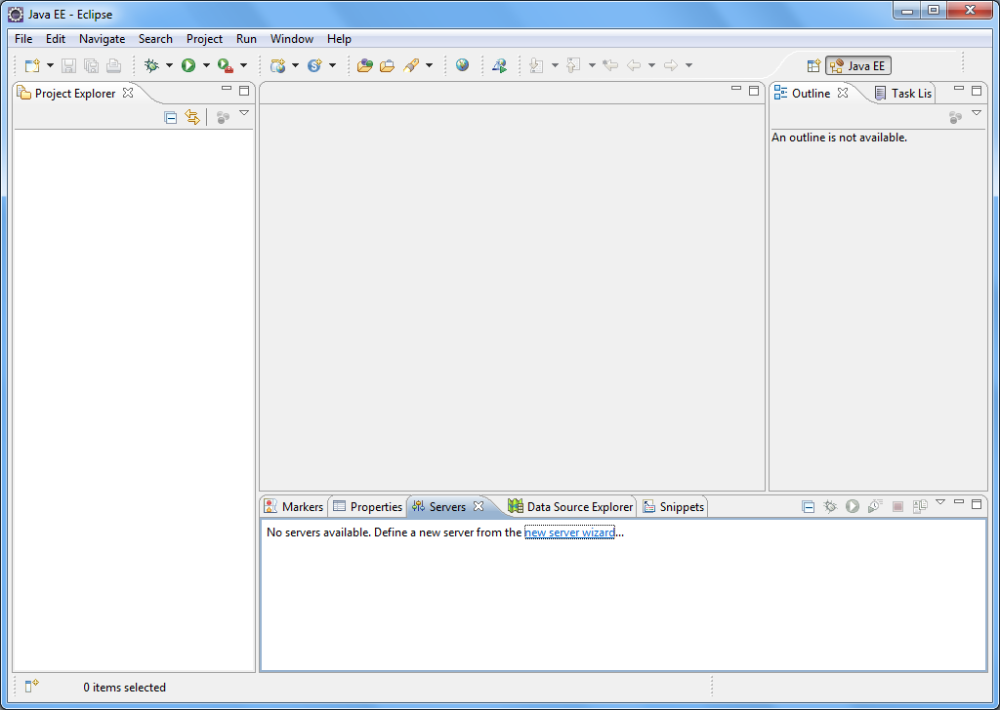 Java EE - Eclipse
File Edit Navigate Search Project Run Window Help
Java EE
Project Explorer
Outline Task Lis
An outline is not available.
Markers Properties Servers Data Source Explorer Snippets
No servers available. Define a new server from the new server wizard...
0 items selected